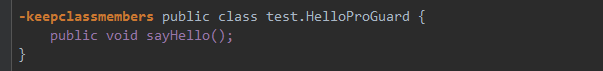 -keepclassmembers public class test.HelloProGuard {
    public void sayHello();
}